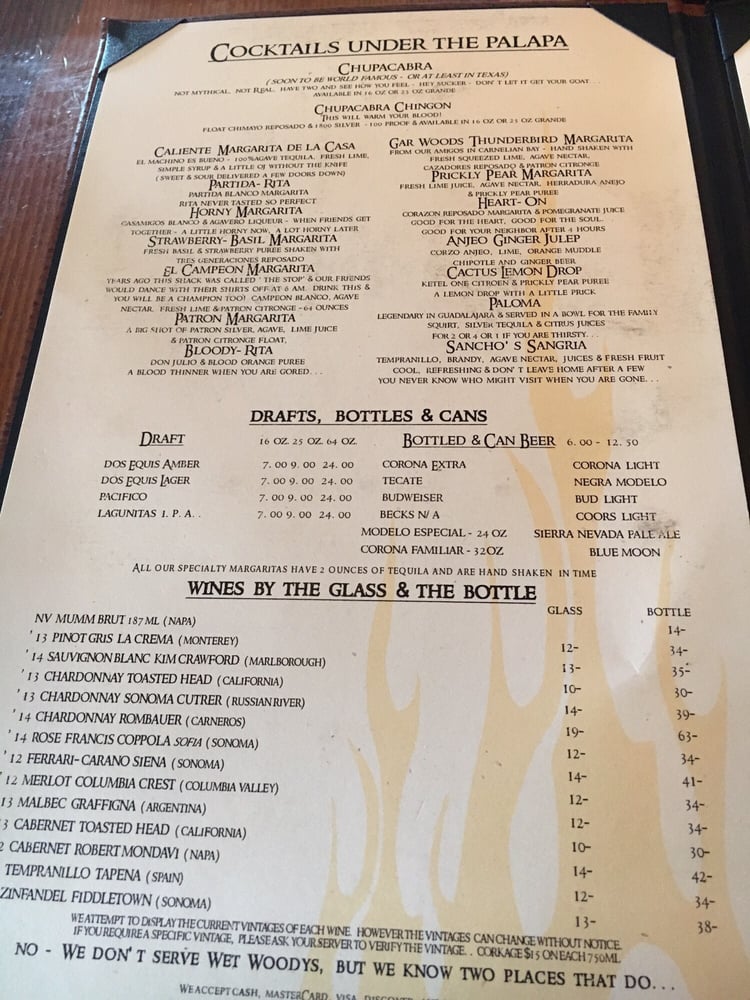 COCKTAILS UNDER THE PALAPA
CHUPACABRA
( SOON TO BE WORLD FAMOUS - OR AT LEAST IN TEXAS)
NOT MYTHICAL, NOT REAL. HAVE TWO AND SEE HOW YOU FEEL - HEY SUCKER - DON' T LET IT GET YOUR GOAT . . .
AVAILABLE IN 16 OZ OR 25 OZ GRANDE
CHUPACABRA CHINGON
THIS WILL WARM YOUR BLOOD!
FLOAT CHIMAYO REPOSADO & 1800 SILVER - 100 PROOF & AVAILABLE IN 16 OZ OR 25 OZ GRANDE
CALIENTE MARGARITA DE LA CASA
EL MACHINO ES BUENO - 100%AGAVE TEQUILA, FRESH LIME,
SIMPLE SYRUP & A LITTLE OJ WITHOUT THE KNIFE
( SWEET & SOUR DELIVERED A FEW DOORS DOWN)
PARTIDA- RITA
PARTIDA BLANCO MARGARITA
RITA NEVER TASTED SO PERFECT
HORNY MARGARITA
CASAMIGOS BLANCO & AGAVERO LIQUEUR - WHEN FRIENDS GET
TOGETHER - A LITTLE HORNY NOW, A LOT HORNY LATER
STRAWBERRY- BASIL MARGARITA
FRESH BASIL & STRAWBERRY PUREE SHAKEN WITH
TRES GENERACIONES REPOSADO
EL CAMPEON MARGARITA
YEARS AGO THIS SHACK WAS CALLED ' THE STOP' & OUR FRIENDS
WOULD DANCE WITH THEIR SHIRTS OFF AT 6 AM. DRINK THIS &
YOU WILL BE A CHAMPION TOO! CAMPEON BLANCO, AGAVE
NECTAR, FRESH LIME & PATRON CITRONGE - 64 OUNCES
PATRON MARGARITA
A BIG SHOT OF PATRON SILVER, AGAVE, LIME JUICE
& PATRON CITRONGE FLOAT,
BLOODY- RITA
DON JULIO & BLOOD ORANGE PUREE
A BLOOD THINNER WHEN YOU ARE GORED. . .
GAR WOODS THUNDERBIRD MARGARITA
FROM OUR AMIGOS IN CARNELIAN BAY - HAND SHAKEN WITH
FRESH SQUEEZED LIME, AGAVE NECTAR,
CAZADORES REPOSADO & PATRON CITRONGE
PRICKLY PEAR MARGARITA
FRESH LIME JUICE, AGAVE NECTAR, HERRADURA ANEJO
& PRICKLY PEAR PUREE
HEART- ON
CORAZON REPOSADO MARGARITA & POMEGRANATE JUICE
GOOD FOR THE HEART, GOOD FOR THE SOUL.
GOOD FOR YOUR NEIGHBOR AFTER 4 HOURS
ANJEO GINGER JULEP
CORZO ANJEO, LIME, ORANGE MUDDLE
CHIPOTLE AND GINGER BEER
CACTUS LEMON DROP
KETEL ONE CITROEN & PRICKLY PEAR PUREE
A LEMON DROP WITH A LITTLE PRICK
PALOMA
LEGENDARY IN GUADALAJARA & SERVED IN A BOWL FOR THE FAMILY
SQUIRT, SILVER TEQUILA & CITRUS JUICES
FOR 2 OR 4 OR 1 IF YOU ARE THIRSTY. . .
SANCHO' S SANGRIA
TEMPRANILLO, BRANDY, AGAVE NECTAR, JUICES & FRESH FRUIT
COOL, REFRESHING & DON' T LEAVE HOME AFTER A FEW
YOU NEVER KNOW WHO MIGHT VISIT WHEN YOU ARE GONE. . .
DRAFTS, BOTTLES & CANS
DRAFT 16 OZ. 25 OZ. 64 OZ. BOTTLED & CAN BEER 6. 00 - 12. 50
DOS EQUIS AMBER 7. 00 9. 00 24. 00 CORONA EXTRA CORONA LIGHT
DOS EQUIS LAGER 7. 00 9. 00 24. 00 TECATE NEGRA MODELO
PACIFICO 7. 00 9. 00 24. 00 BUDWEISER BUD LIGHT
LAGUNITAS I. P. A. . 7. 00 9. 00 24. 00 BECKS N/ A COORS LIGHT
MODELO ESPECIAL - 24 OZ SIERRA NEVADA PALE ALE
CORONA FAMILIAR - 32OZ BLUE MOON
ALL OUR SPECIALTY MARGARITAS HAVE 2 OUNCES OF TEQUILA AND ARE HAND SHAKEN IN TIME
WINES BY THE GLASS & THE BOTTLE
GLASS BOTTLE
NV MUMM BRUT 187 ML (NAPA) 14-
' 13 PINOT GRIS LA CREMA (MONTEREY) 12- 34-
' 14 SAUVIGNON BLANC KIM CRAWFORD (MARLBOROUGH) 13- 35-
' 13 CHARDONNAY TOASTED HEAD (CALIFORNIA) 10- 30-
' 13 CHARDONNAY SONOMA CUTRER (RUSSIAN RIVER) 14- 39-
' 14 CHARDONNAY ROMBAUER (CARNEROS) 19- 63-
' 14 ROSE FRANCIS COPPOLA SOFIA (SONOMA) 12- 34-
' 12 FERRARI- CARANO SIENA (SONOMA) 14- 41-
' 12 MERLOT COLUMBIA CREST (COLUMBIA VALLEY) 12- 34-
13 MALBEC GRAFFIGNA (ARGENTINA) 12- 34-
3 CABERNET TOASTED HEAD (CALIFORNIA) 10- 30-
2 CABERNET ROBERT MONDAVI (NAPA) 14- 42-
TEMPRANILLO TAPENA (SPAIN) 12- 34-
ZINFANDEL FIDDLETOWN (SONOMA) 13- 38-
WE ATTEMPT TO DISPLAY THE CURRENT VINTAGES OF EACH WINE. HOWEVER THE VINTAGES CAN CHANGE WITHOUT NOTICE.
IF YOU REQUIRE A SPECIFIC VINTAGE, PLEASE ASK YOUR SERVER TO VERIFY THE VINTAGE. . CORKAGE $15 ON EACH 750ML
NO - WE DON' T SERVE WET WOODYS, BUT WE KNOW TWO PLACES THAT DO. . .
WE ACCEPT CASH, MASTERCARD, VISA,